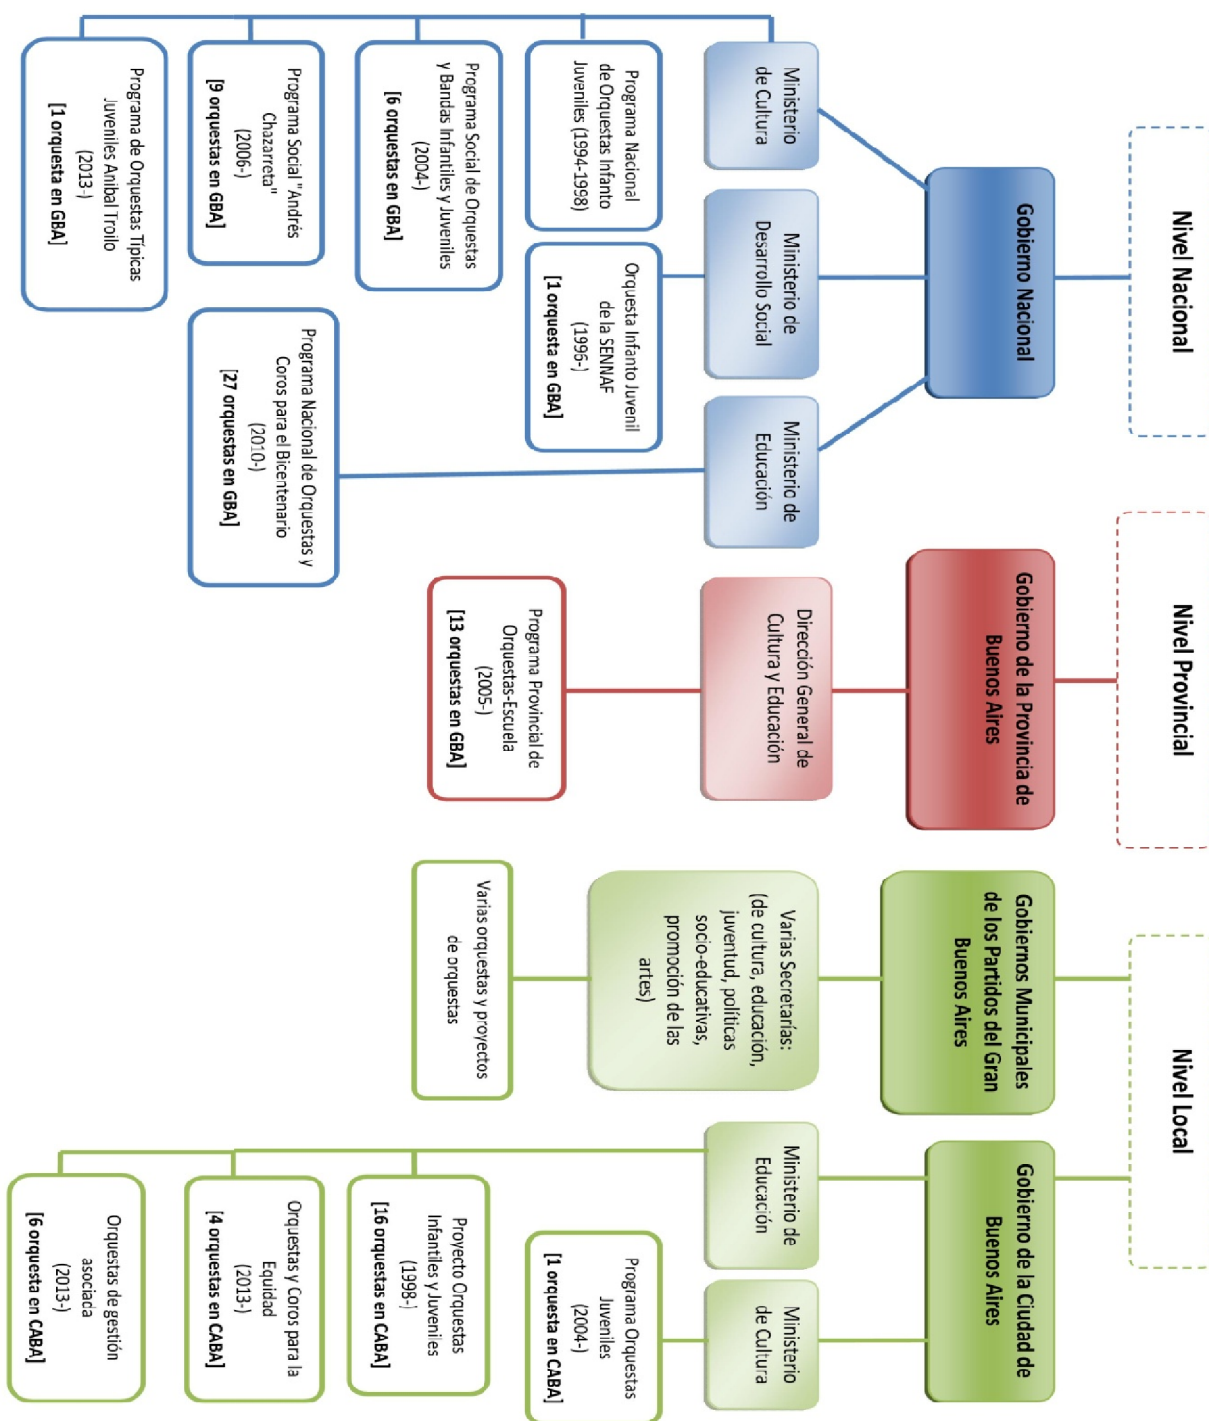 Nivel Nacional
Gobierno Nacional
Ministerio
de Cultura
Programa Nacional
de Orquestas Infanto
Juveniles (1994-1998)
Programa Social de Orquestas
y Bandas Infantiles y Juveniles
(2004-)
[6 orquestas en GBA]
Programa Social "Andrés
Chazarreta"
(2006-)
[9 orquestas en GBA]
Programa de Orquestas Típicas
Juveniles Anibal Troilo
(2013-)
[1 orquesta en GBA]
Ministerio de
Desarrollo Social
Orquesta Infanto Juvenil
de la SENNAF
(1996-)
[1 orquesta en GBA]
Ministerio de
Educación
Programa Nacional de Orquestas y
Coros para el Bicentenario
(2010-)
[27 orquestas en GBA]
Nivel Provincial
Gobierno de la Provincia de
Buenos Aires
Dirección General de
Cultura y Educación
Programa Provincial de
Orquestas-Escuela
(2005-)
[13 orquestas en GBA]
Nivel Local
Gobiernos Municipales
de los Partidos del Gran
Buenos Aires
Varias Secretarías:
(de cultura, educación,
juventud, políticas
socio-educativas,
promoción de las
artes)
Varias orquestas y proyectos
de orquestas
Gobierno de la Ciudad de
Buenos Aires
Ministerio de
Educación
Proyecto Orquestas
Infantiles y Juveniles
(1998-)
[16 orquestas en CABA]
Orquestas y Coros para la
Equidad
(2013-)
[4 orquestas en CABA]
Orquestas de gestión
asociada
(2013-)
[6 orquesta en CABA]
Ministerio
de Cultura
Programa Orquestas
Juveniles
(2004-)
[1 orquesta en CABA]